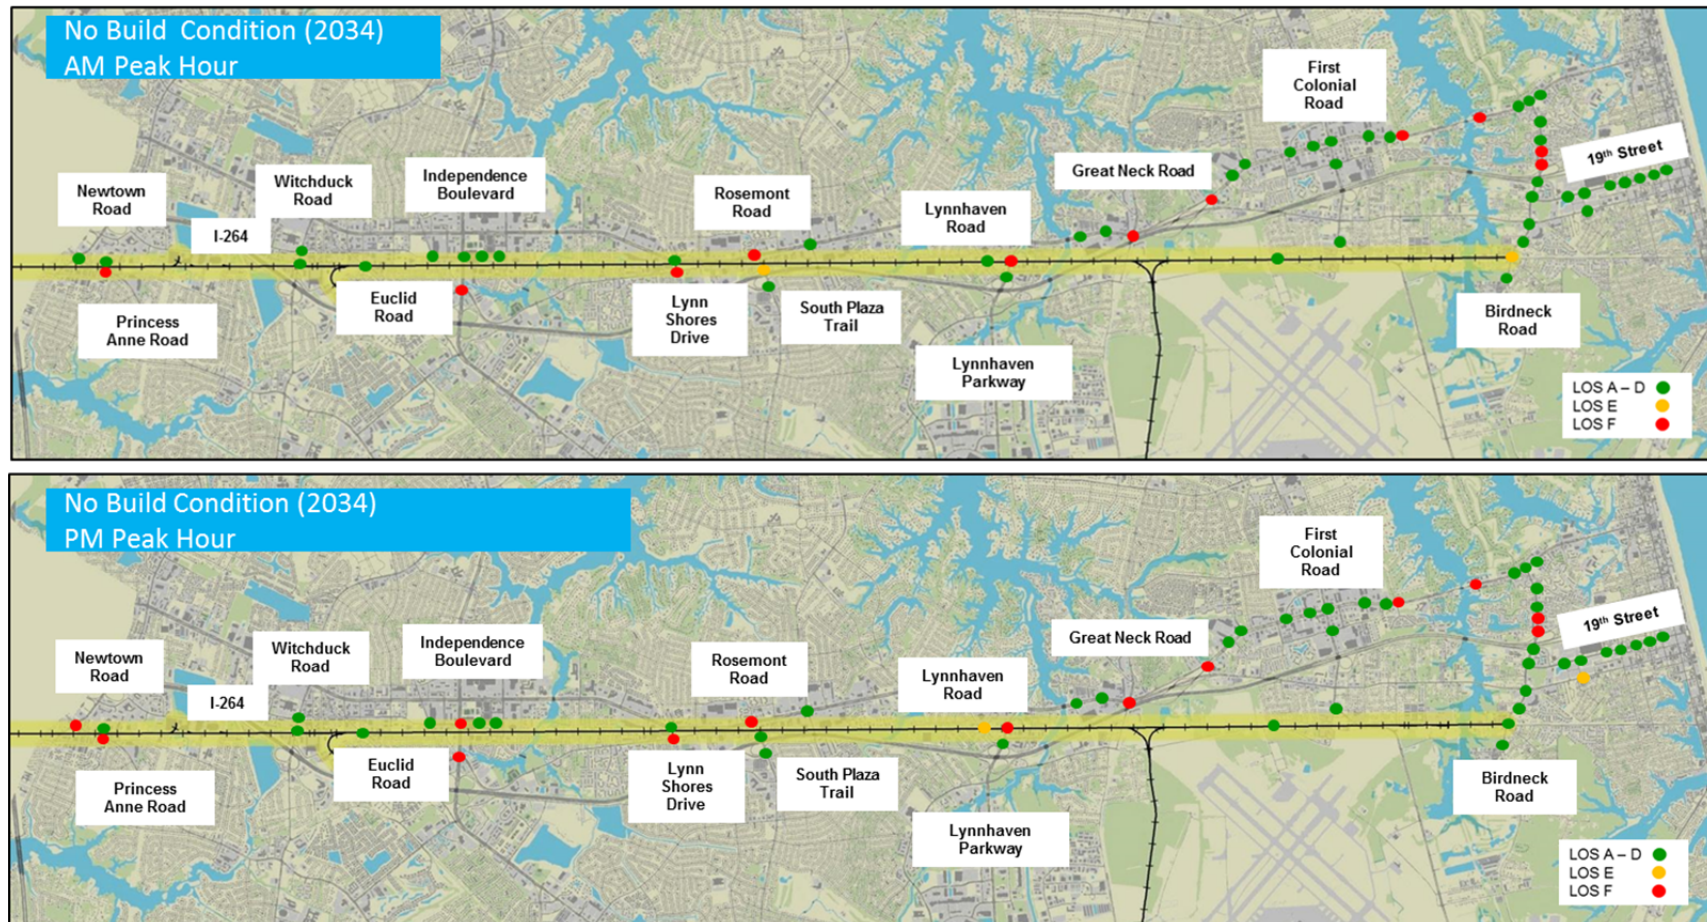 No Build Condition (2034)
AM Peak Hour
First
Colonial
Road
19th Street
Great Neck Road
Newtown
Road
Witchduck
Road
Independence
Boulevard
Rosemont
Road
Lynnhaven
Road
I-264
Princess
Anne Road
Euclid
Road
Lynn
Shores
Drive
South Plaza
Trail
Lynnhaven
Parkway
Birdneck
Road
LOS A – D
LOS E
LOS F
No Build Condition (2034)
PM Peak Hour
First
Colonial
Road
19th Street
Great Neck Road
Newtown
Road
Witchduck
Road
Independence
Boulevard
Rosemont
Road
Lynnhaven
Road
I-264
Princess
Anne Road
Euclid
Road
Lynn
Shores
Drive
South Plaza
Trail
Lynnhaven
Parkway
Birdneck
Road
LOS A – D
LOS E
LOS F